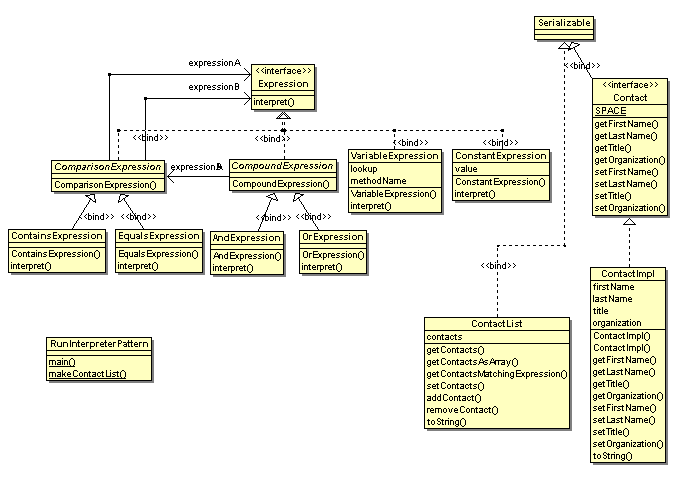 Serializable
<<bind>>
expressionA
expressionB
<<interface>>
Expression
interpret()
<<bind>>
<<bind>>
<<bind>>
<<bind>>
<<interface>>
Contact
SPACE
getFirstName()
getLastName()
getTitle()
getOrganization()
setFirstName()
setLastName()
setTitle()
setOrganization()
ComparisonExpression
ComparisonExpression()
CompoundExpression
CompoundExpression()
VariableExpression
lookup
methodName
VariableExpression()
interpret()
ConstantExpression
value
ConstantExpression()
interpret()
<<bind>>
<<bind>>
<<bind>>
<<bind>>
ContainsExpression
ContainsExpression()
interpret()
EqualsExpression
EqualsExpression()
interpret()
AndExpression
AndExpression()
interpret()
OrExpression
OrExpression()
interpret()
<<bind>>
ContactImpl
firstName
lastName
title
organization
ContactImpl()
ContactImpl()
getFirstName()
getLastName()
getTitle()
getOrganization()
setFirstName()
setLastName()
setTitle()
setOrganization()
toString()
ContactList
contacts
getContacts()
getContactsAsArray()
getContactsMatchingExpression()
setContacts()
addContact()
removeContact()
toString()
RunInterpreterPattern
main()
makeContactList()